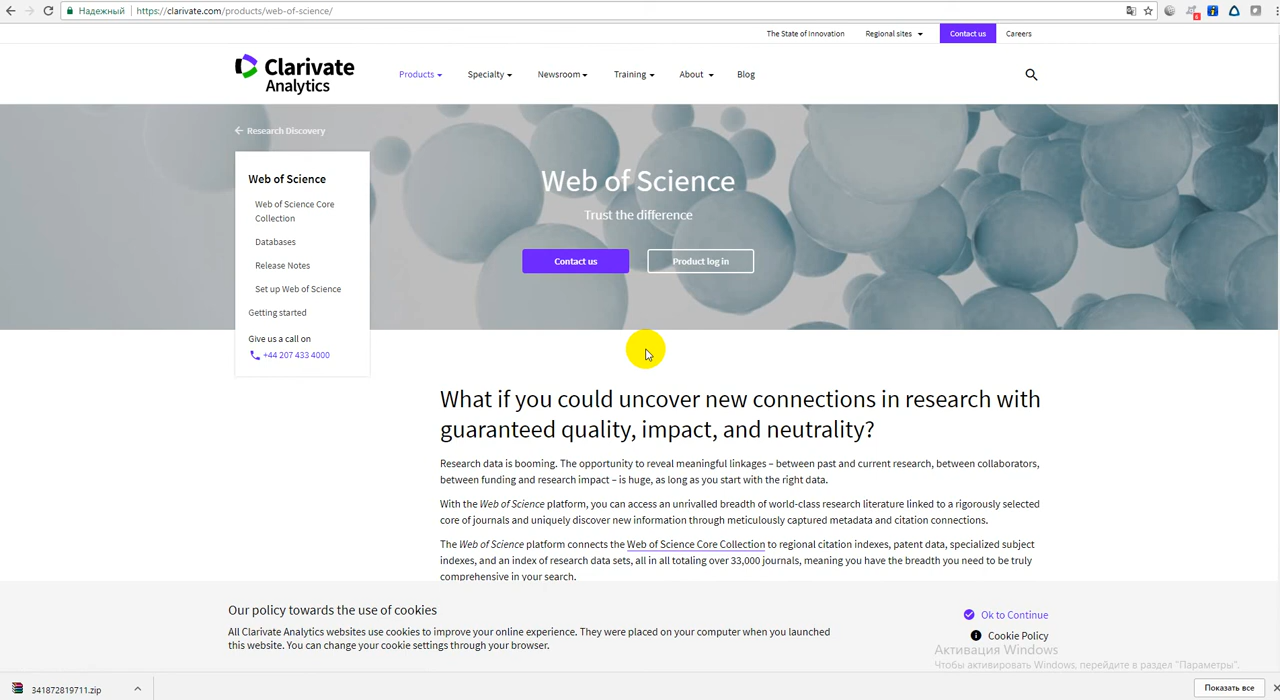 Надежный
https://clarivate.com/products/web-of-science/
6
The State of Innovation
Regional sites
Contact us
Careers
Clarivate
Analytics
Products
Specialty
Newsroom
Training
About
Blog
Research Discovery
Web of Science
Web of Science Core
Collection
Databases
Release Notes
Set up Web of Science
Getting started
Give us a call on
+44 207 433 4000
Web of Science
Trust the difference
Contact us
Product log in
What if you could uncover new connections in research with
guaranteed quality, impact, and neutrality?
Research data is booming. The opportunity to reveal meaningful linkages – between past and current research, between collaborators,
between funding and research impact – is huge, as long as you start with the right data.
With the Web of Science platform, you can access an unrivalled breadth of world-class research literature linked to a rigorously selected
core of journals and uniquely discover new information through meticulously captured metadata and citation connections.
The Web of Science platform connects the Web of Science Core Collection to regional citation indexes, patent data, specialized subject
indexes, and an index of research data sets, all in all totaling over 33,000 journals, meaning you have the breadth you need to be truly
comprehensive in your search.
Our policy towards the use of cookies
All Clarivate Analytics websites use cookies to improve your online experience. They were placed on your computer when you launched
this website. You can change your cookie settings through your browser.
Ok to Continue
Cookie Policy
Активация Windows
Чтобы активировать Windows, перейдите в раздел "Параметры".
341872819711.zip
Показать все